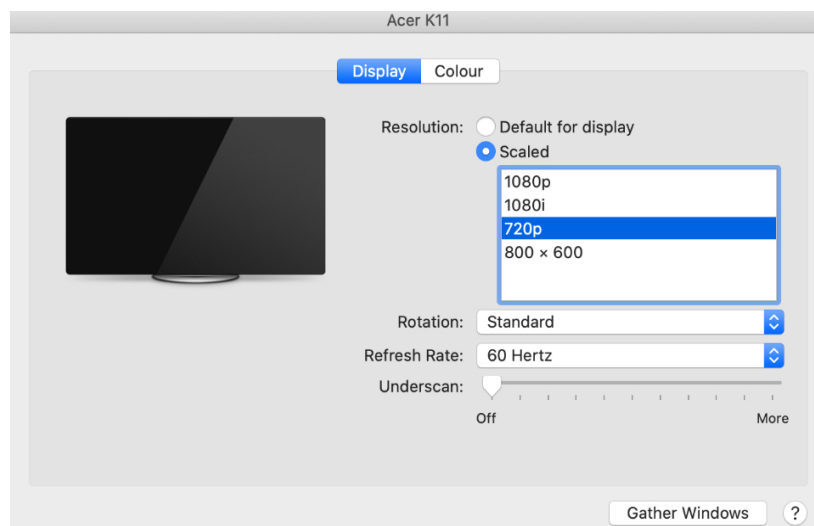 Acer K11
Display Colour
Resolution: Default for display
Scaled
1080p
1080i
720p
800 × 600
Rotation: Standard
Refresh Rate: 60 Hertz
Underscan:
Off More
Gather Windows ?